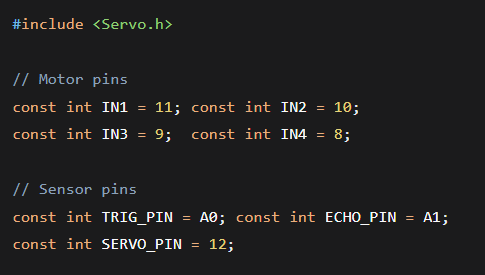 #include <Servo.h>
// Motor pins
const int IN1 = 11; const int IN2 = 10;
const int IN3 = 9;  const int IN4 = 8;
// Sensor pins
const int TRIG_PIN = A0; const int ECHO_PIN = A1;
const int SERVO_PIN = 12;